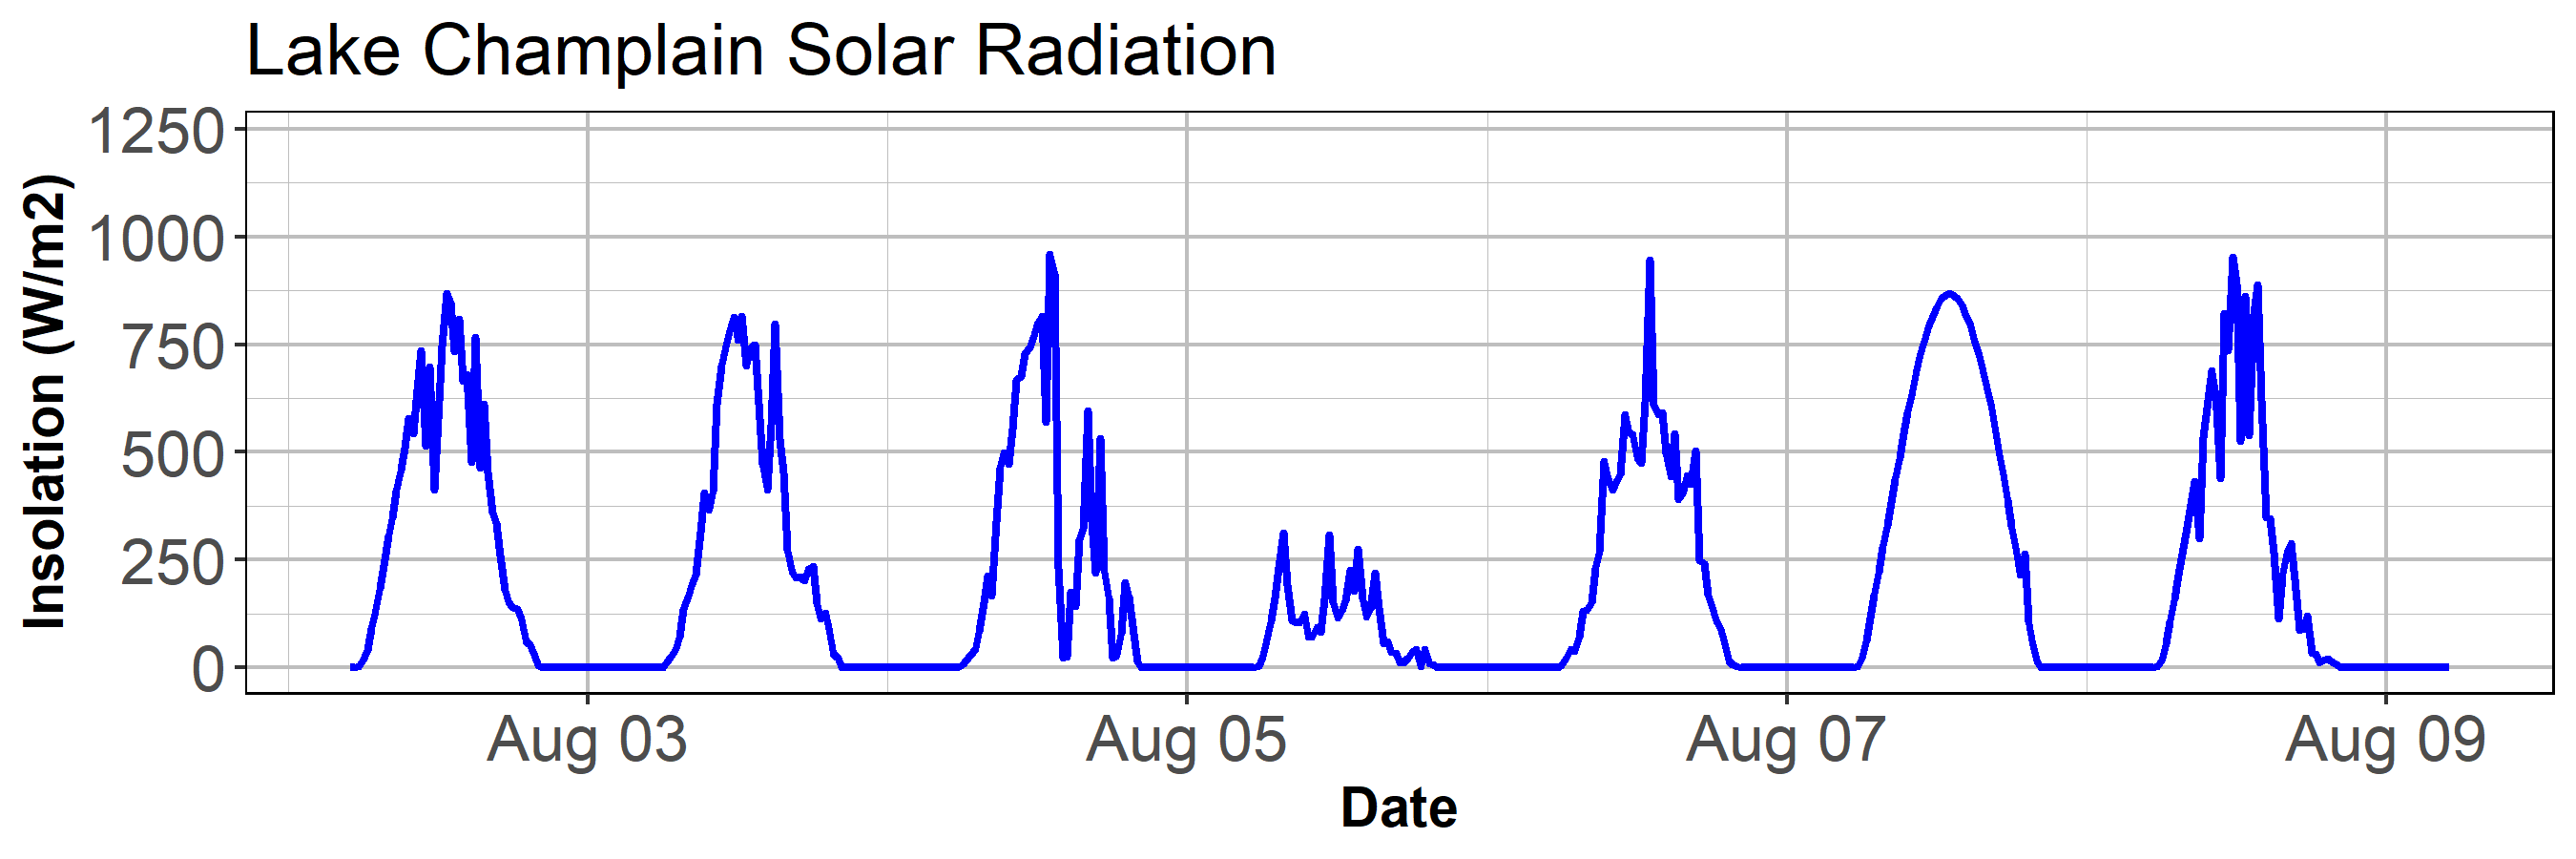 Lake Champlain Solar Radiation
Insolation (W/m2)
1250
1000
750
500
250
0
Aug 03
Aug 05
Aug 07
Aug 09
Date